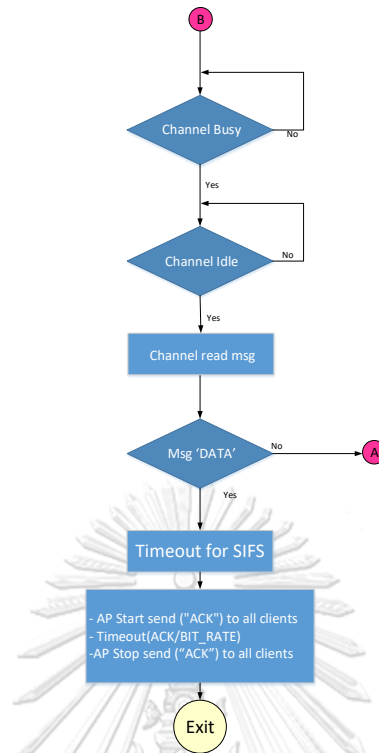 B
Channel Busy
No
Yes
Channel Idle
No
Yes
Channel read msg
Msg ‘DATA’
No
A
Yes
Timeout for SIFS
- AP Start send ("ACK") to all clients
- Timeout(ACK/BIT_RATE)
-AP Stop send (“ACK”) to all clients
Exit